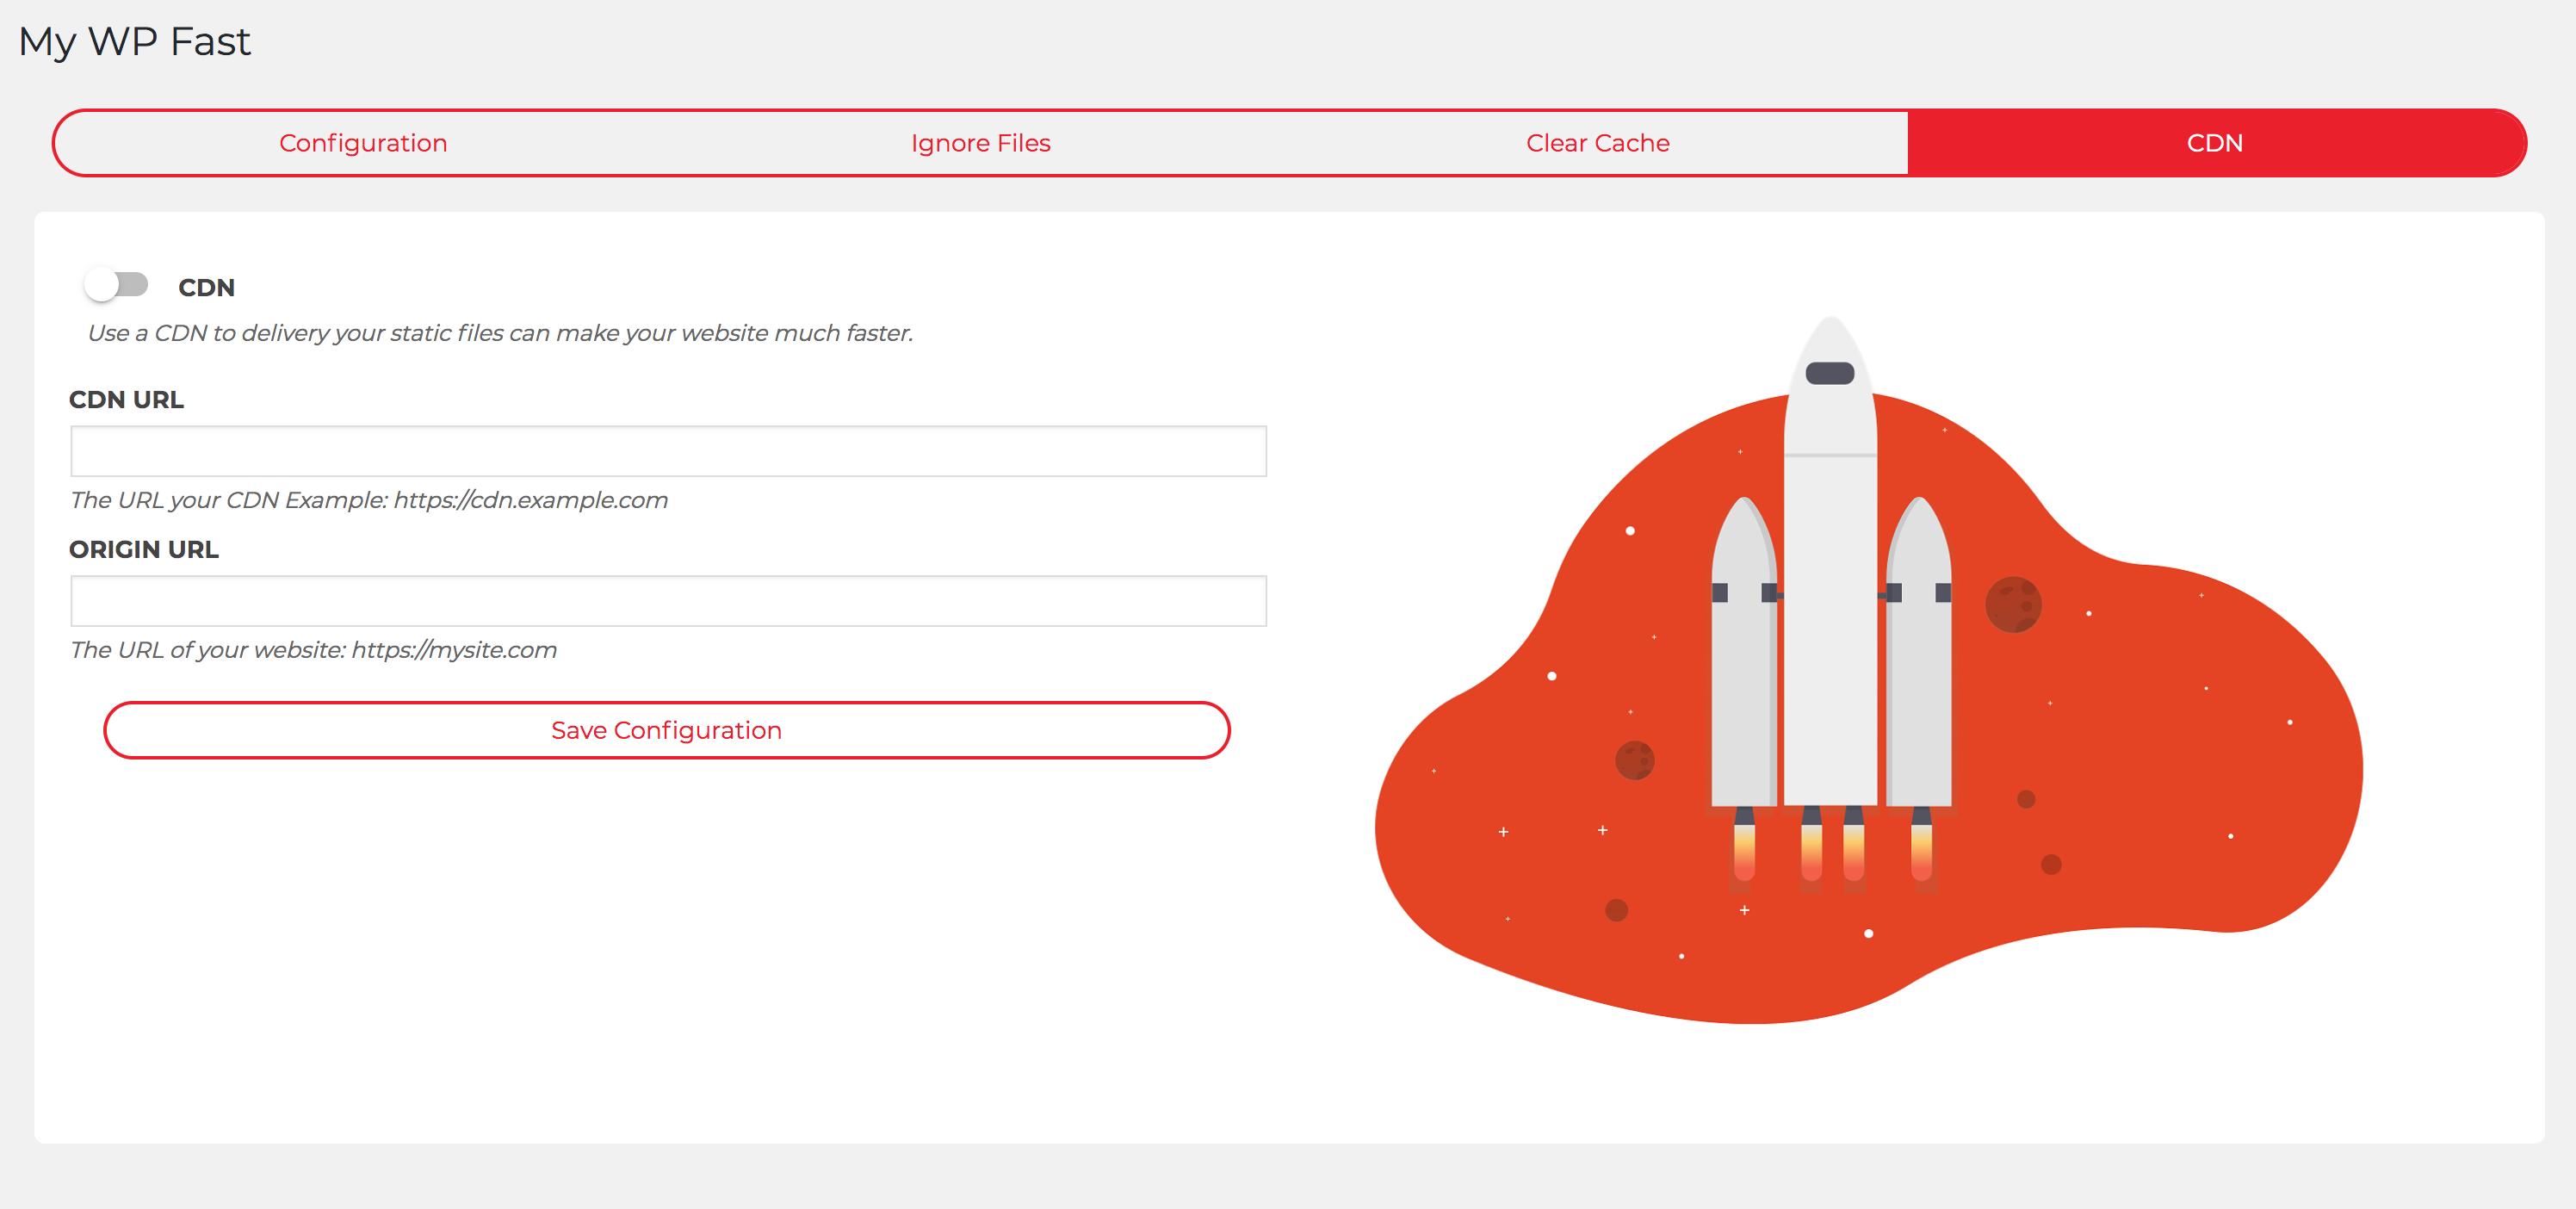 My WP Fast
Configuration
Ignore Files
Clear Cache
CDN
CDN
Use a CDN to delivery your static files can make your website much faster.
CDN URL
The URL your CDN Example: https://cdn.example.com
ORIGIN URL
The URL of your website: https://mysite.com
Save Configuration